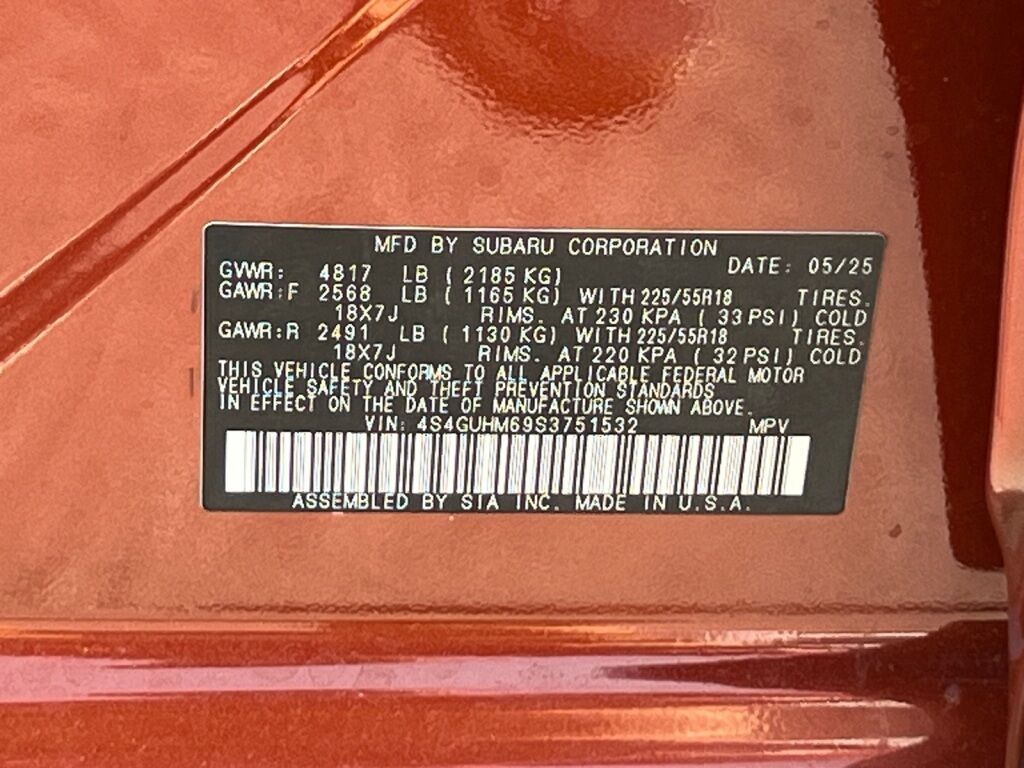 MFD BY SUBARU CORPORATION
DATE: 05/25
GVWR: 4817 LB ( 2185 KG)
GAWR:F 2568 LB ( 1165 KG) WITH 225/55R18 TIRES.
18X7J RIMS. AT 230 KPA ( 33 PSI) COLD
GAWR:R 2491 LB ( 1130 KG) WITH 225/55R18 TIRES.
18X7J RIMS. AT 220 KPA ( 32 PSI) COLD
THIS VEHICLE CONFORMS TO ALL APPLICABLE FEDERAL MOTOR
VEHICLE SAFETY AND THEFT PREVENTION STANDARDS
IN EFFECT ON THE DATE OF MANUFACTURE SHOWN ABOVE.
VIN: 4S4GUHM69S3751532 MPV
ASSEMBLED BY SIA INC. MADE IN U.S.A.